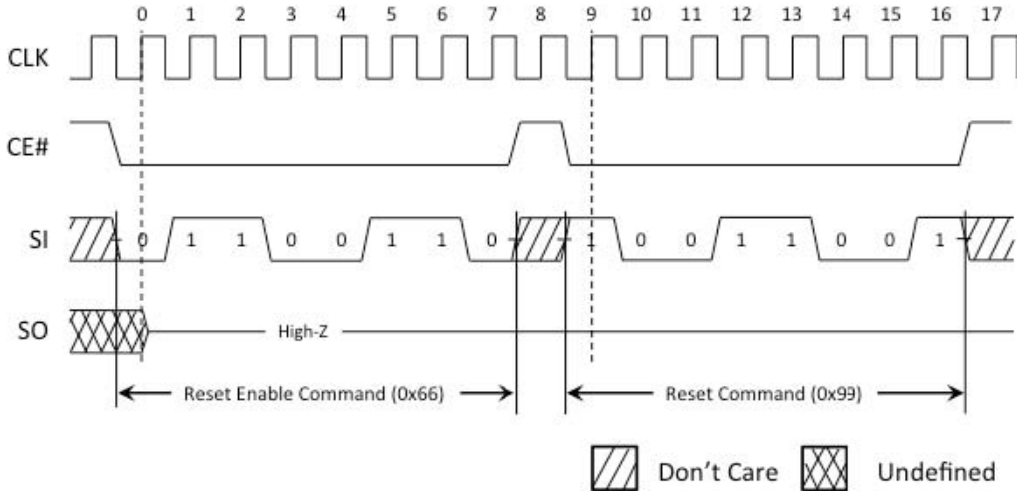 0 1 2 3 4 5 6 7 8 9 10 11 12 13 14 15 16 17
CLK
CE#
SI 0 1 1 0 0 1 1 0 1 0 0 1 1 0 0 1
SO High-Z
Reset Enable Command (0x66) Reset Command (0x99)
Don't Care Undefined